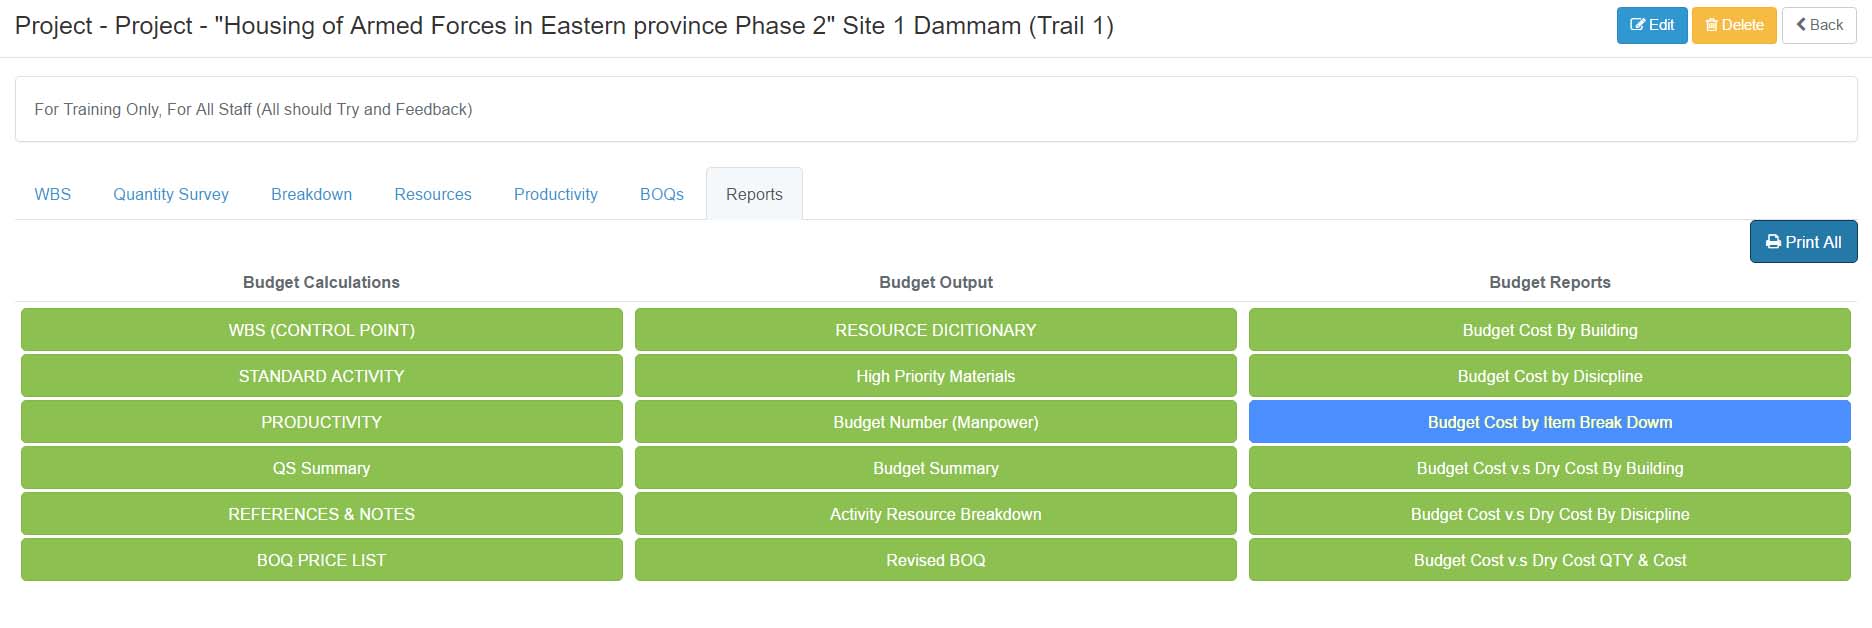 Project - Project - "Housing of Armed Forces in Eastern province Phase 2" Site 1 Dammam (Trail 1)
Edit
Delete
Back
For Training Only, For All Staff (All should Try and Feedback)
WBS
Quantity Survey
Breakdown
Resources
Productivity
BOQs
Reports
Print All
Budget Calculations
Budget Output
Budget Reports
WBS (CONTROL POINT)
RESOURCE DICITIONARY
Budget Cost By Building
STANDARD ACTIVITY
High Priority Materials
Budget Cost by Disicpline
PRODUCTIVITY
Budget Number (Manpower)
Budget Cost by Item Break Dowm
QS Summary
Budget Summary
Budget Cost v.s Dry Cost By Building
REFERENCES & NOTES
Activity Resource Breakdown
Budget Cost v.s Dry Cost By Disicpline
BOQ PRICE LIST
Revised BOQ
Budget Cost v.s Dry Cost QTY & Cost